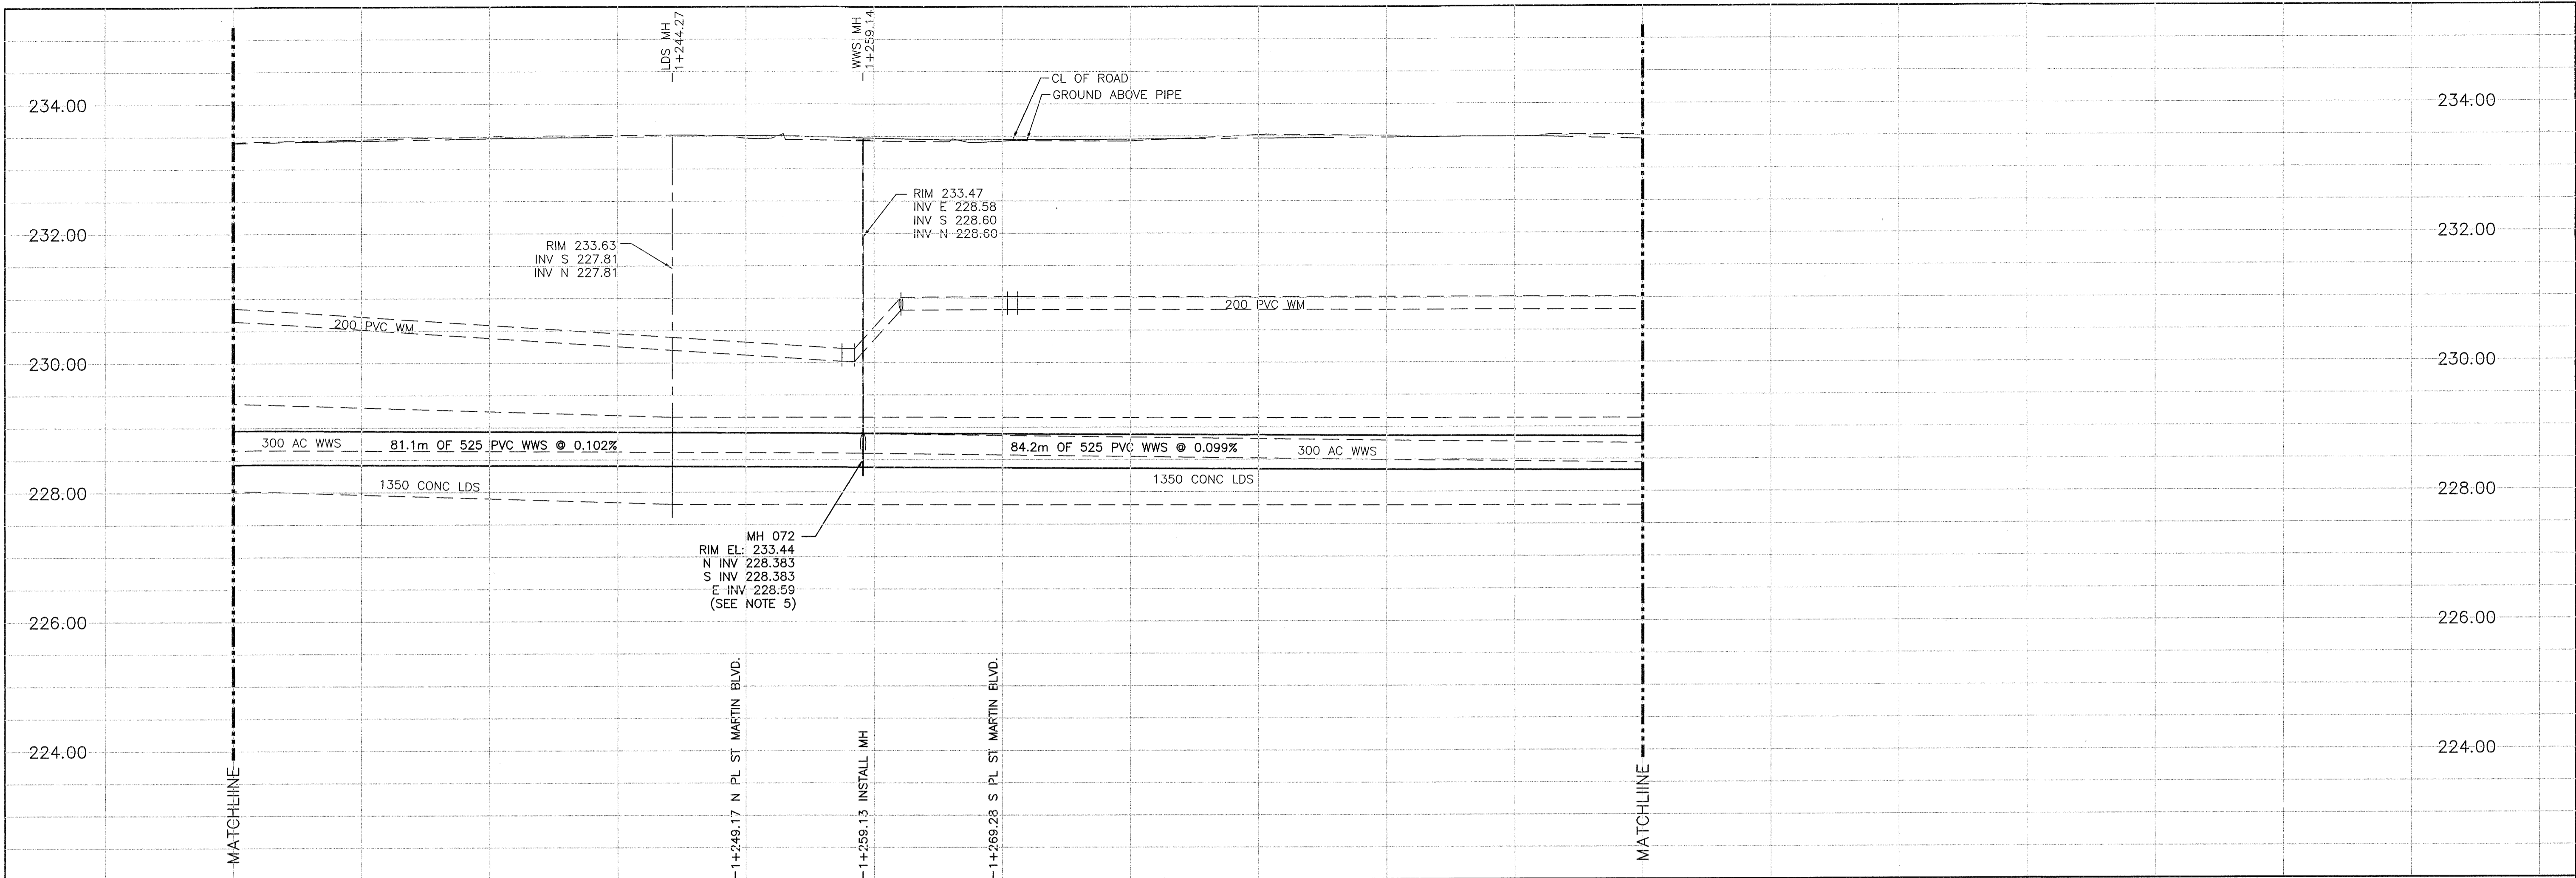 LDS MH
1+244.27
WWS MH
1+259.14
CL OF ROAD
GROUND ABOVE PIPE
234.00
234.00
RIM 233.47
INV E 228.58
INV S 228.60
INV N 228.60
232.00
232.00
RIM 233.63
INV S 227.81
INV N 227.81
200 PVC WM
200 PVC WM
230.00
230.00
300 AC WWS
81.1m OF 525 PVC WWS @ 0.102%
84.2m OF 525 PVC WWS @ 0.099%
300 AC WWS
1350 CONC LDS
1350 CONC LDS
228.00
228.00
MH 072
RIM EL: 233.44
N INV 228.383
S INV 228.383
E INV 228.59
(SEE NOTE 5)
226.00
226.00
224.00
224.00
MATCHLIINE
1+249.17 N PL ST MARTIN BLVD.
1+259.13 INSTALL MH
1+269.28 S PL ST MARTIN BLVD.
MATCHLIINE